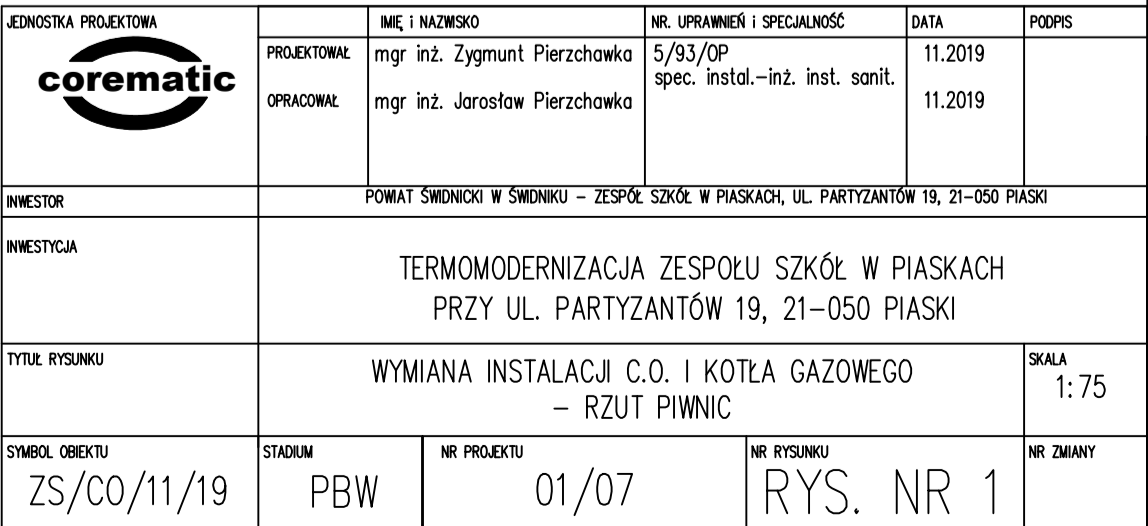 JEDNOSTKA PROJEKTOWA
corematic
IMIĘ i NAZWISKO
NR. UPRAWNIEŃ i SPECJALNOŚĆ
DATA
PODPIS
PROJEKTOWAŁ
mgr inż. Zygmunt Pierzchawka
5/93/OP
spec. instal.–inż. inst. sanit.
11.2019
OPRACOWAŁ
mgr inż. Jarosław Pierzchawka
11.2019
INWESTOR
POWIAT ŚWIDNICKI W ŚWIDNIKU – ZESPÓŁ SZKÓŁ W PIASKACH, UL. PARTYZANTÓW 19, 21–050 PIASKI
INWESTYCJA
TERMOMODERNIZACJA ZESPOŁU SZKÓŁ W PIASKACH
PRZY UL. PARTYZANTÓW 19, 21–050 PIASKI
TYTUŁ RYSUNKU
WYMIANA INSTALACJI C.O. I KOTŁA GAZOWEGO
– RZUT PIWNIC
SKALA
1:75
SYMBOL OBIEKTU
ZS/CO/11/19
STADIUM
PBW
NR PROJEKTU
01/07
NR RYSUNKU
RYS. NR 1
NR ZMIANY